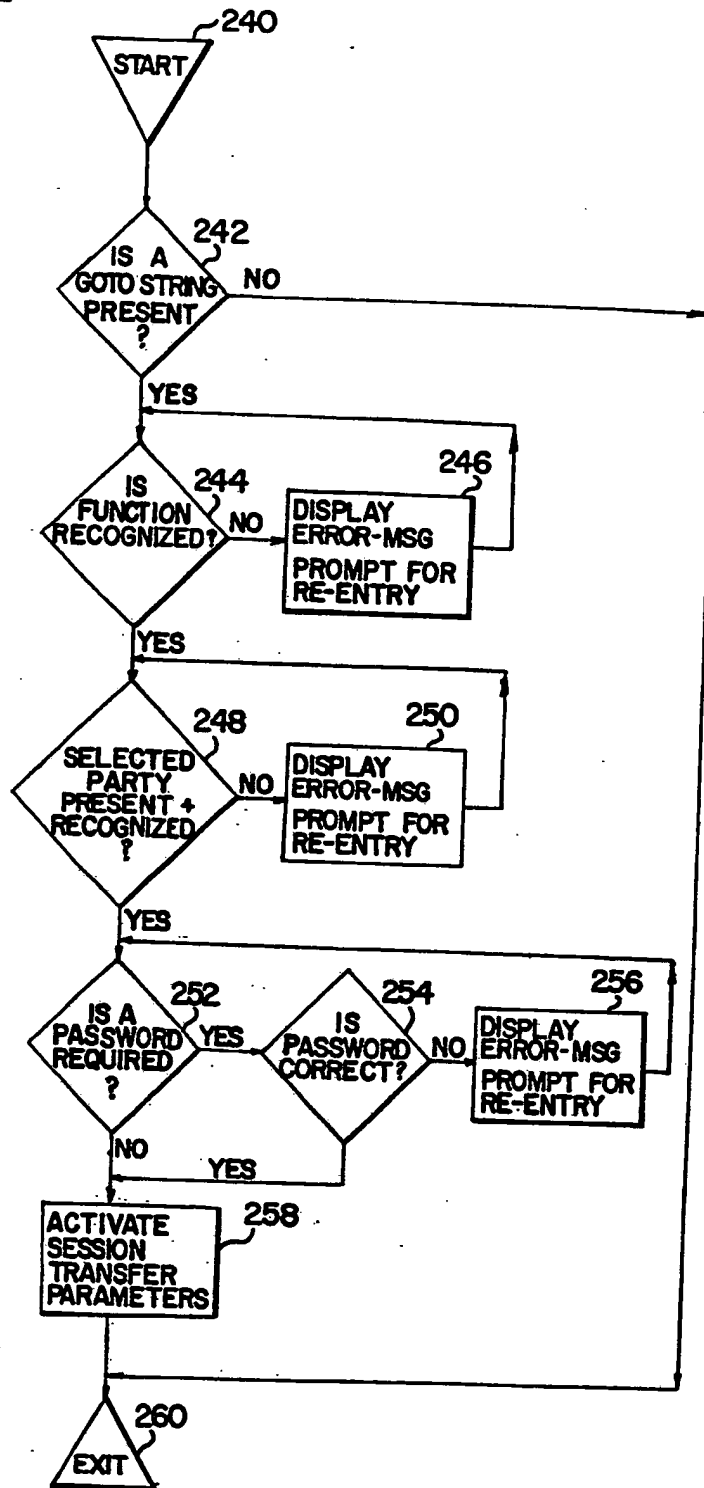 240
START
242
IS A
GOTO STRING
PRESENT
?
NO
YES
244
IS
FUNCTION
RECOGNIZED?
NO
246
DISPLAY
ERROR-MSG
PROMPT FOR
RE-ENTRY
YES
248
SELECTED
PARTY
PRESENT +
RECOGNIZED
?
NO
250
DISPLAY
ERROR-MSG
PROMPT FOR
RE-ENTRY
YES
252
IS A
PASSWORD
REQUIRED
?
YES
254
IS
PASSWORD
CORRECT?
NO
256
DISPLAY
ERROR-MSG
PROMPT FOR
RE-ENTRY
NO
YES
258
ACTIVATE
SESSION
TRANSFER
PARAMETERS
260
EXIT